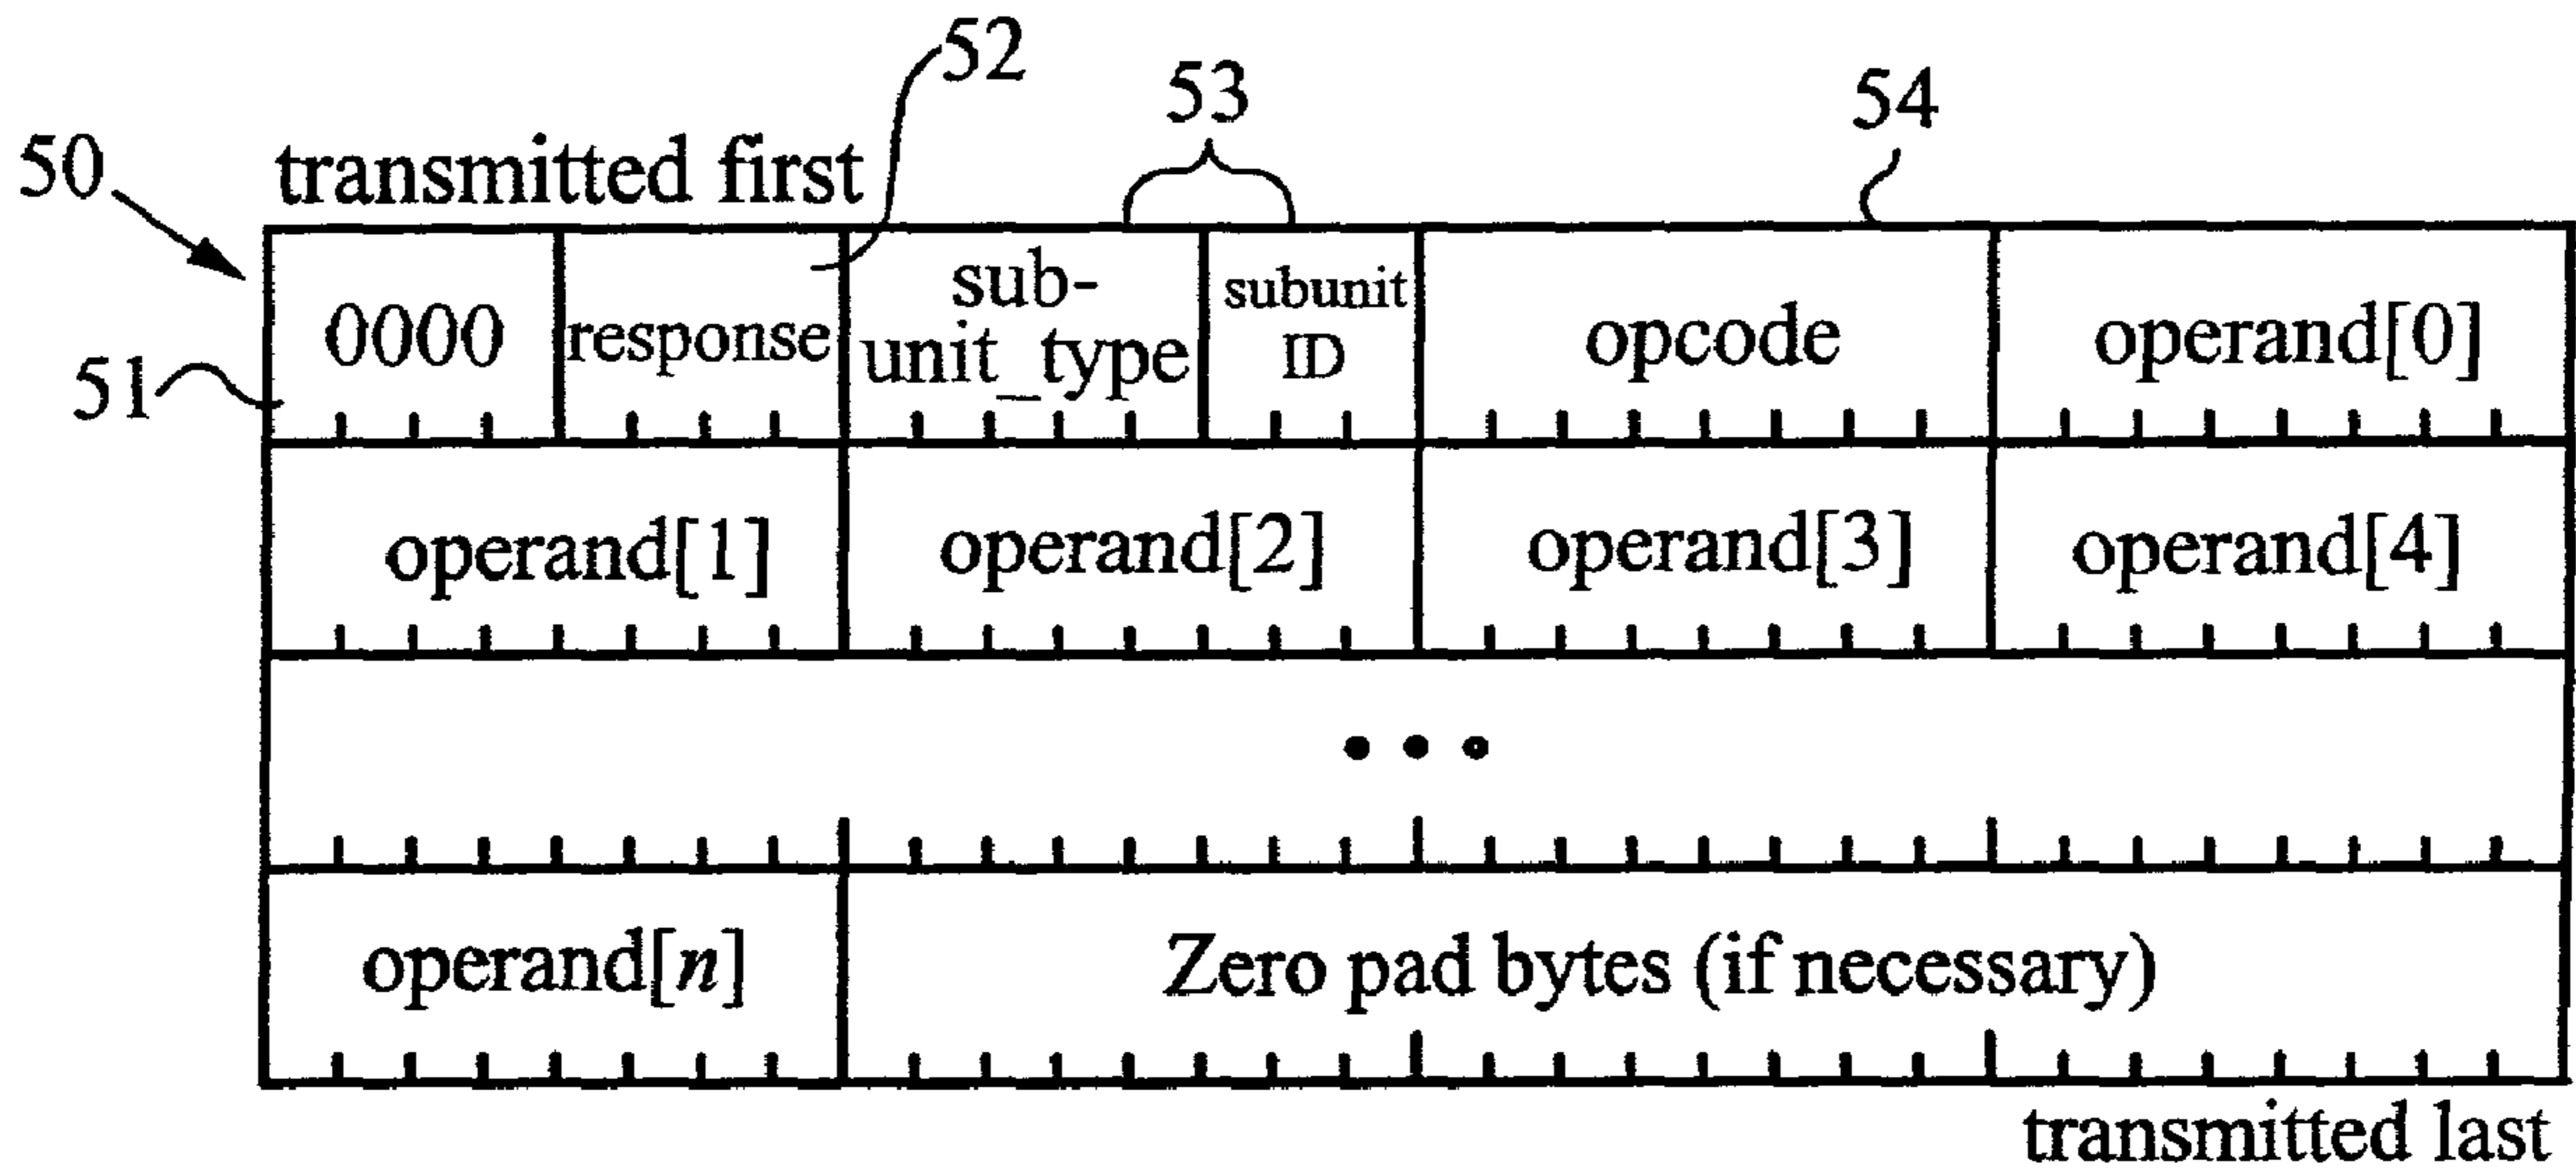 52
53
54
50
transmitted first
0000
response
sub-
unit_type
subunit
ID
opcode
operand[0]
51
operand[1]
operand[2]
operand[3]
operand[4]
• • •
operand[n]
Zero pad bytes (if necessary)
transmitted last